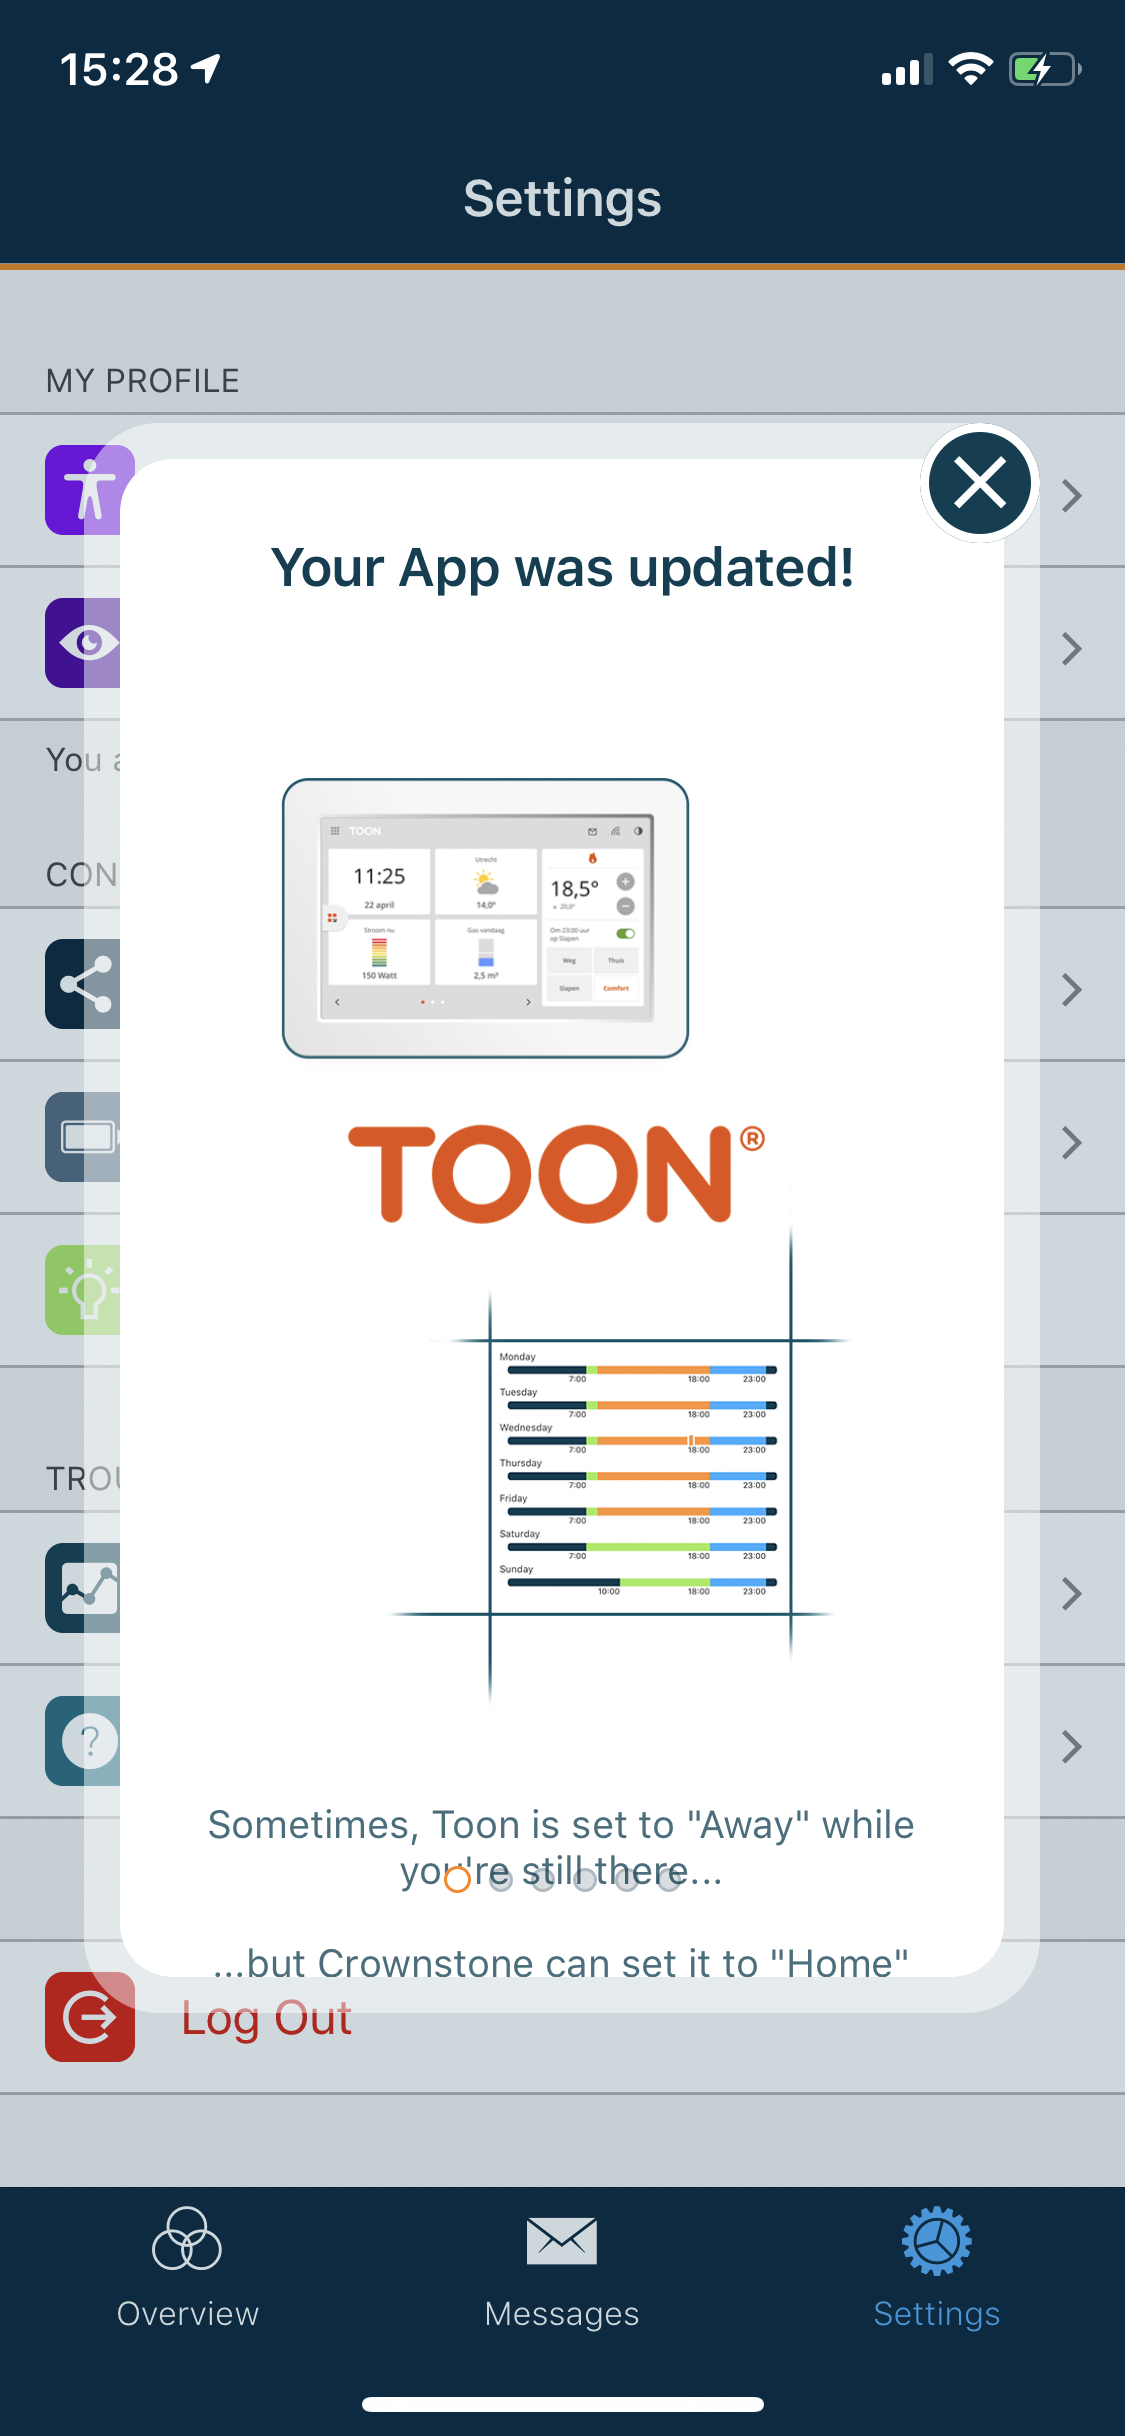 15:28
Settings
MY PROFILE
Your App was updated!
You a
CON
TOON
11:25
22 april
Utrecht
14,0°
18,5°
20,0°
Stroom nu
150 Watt
Gas vandaag
2,5 m³
Om 23:00 uur
op Slapen
Weg
Thuis
Slapen
Comfort
TOON®
Monday
7:00 18:00 23:00
Tuesday
7:00 18:00 23:00
Wednesday
7:00 18:00 23:00
Thursday
7:00 18:00 23:00
Friday
7:00 18:00 23:00
Saturday
7:00 18:00 23:00
Sunday
10:00 18:00 23:00
TROU
Sometimes, Toon is set to "Away" while
you're still there...
...but Crownstone can set it to "Home"
Log Out
Overview
Messages
Settings